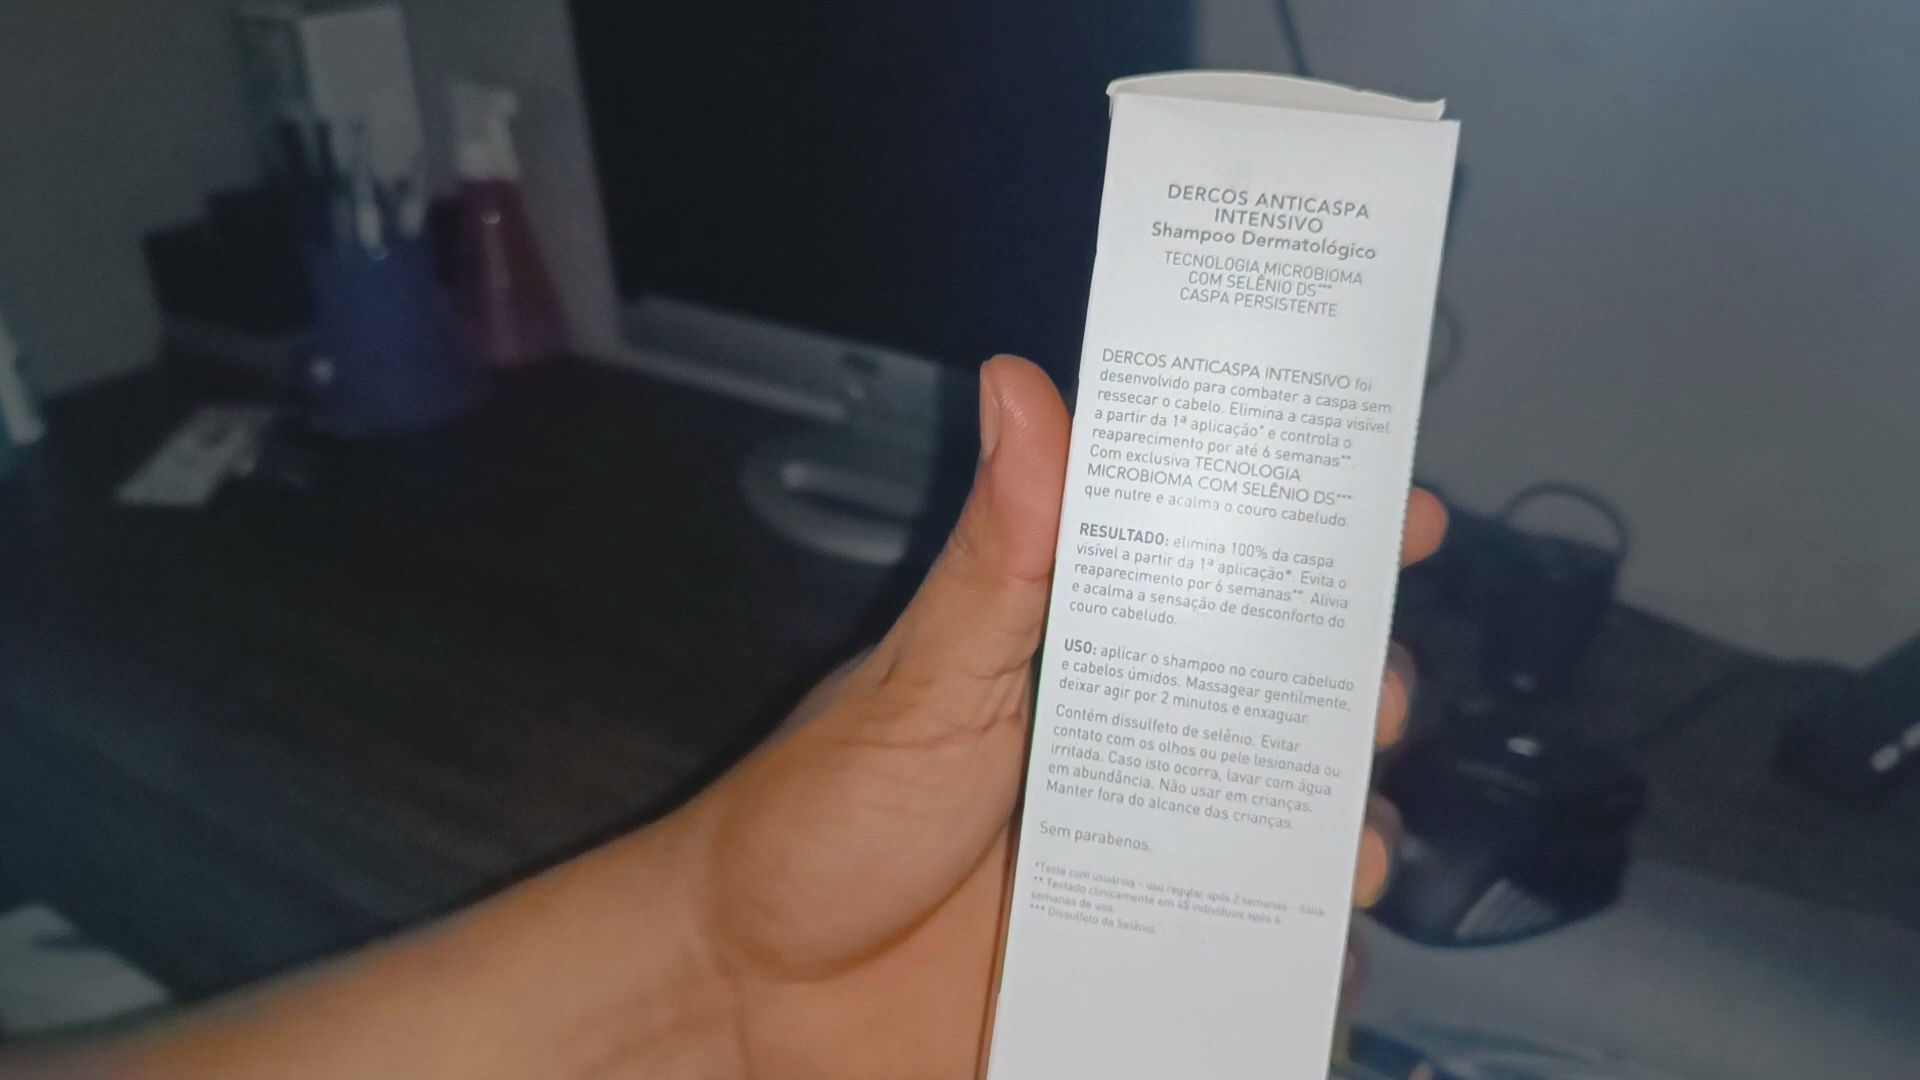 DERCOS ANTICASPA
INTENSIVO
Shampoo Dermatológico
TECNOLOGIA MICROBIOMA
COM SELÊNIO DS***
CASPA PERSISTENTE
DERCOS ANTICASPA INTENSIVO foi
desenvolvido para combater a caspa sem
ressecar o cabelo. Elimina a caspa visível
a partir da 1ª aplicação* e controla o
reaparecimento por até 6 semanas**.
Com exclusiva TECNOLOGIA
MICROBIOMA COM SELÊNIO DS***
que nutre e acalma o couro cabeludo.
RESULTADO: elimina 100% da caspa
visível a partir da 1ª aplicação*. Evita o
reaparecimento por 6 semanas**. Alivia
e acalma a sensação de desconforto do
couro cabeludo.
USO: aplicar o shampoo no couro cabeludo
e cabelos úmidos. Massagear gentilmente,
deixar agir por 2 minutos e enxaguar.
Contém dissulfeto de selênio. Evitar
contato com os olhos ou pele lesionada ou
irritada. Caso isto ocorra, lavar com água
em abundância. Não usar em crianças.
Manter fora do alcance das crianças.
Sem parabenos.
*Teste com usuários - uso regular após 2 semanas - Itália.
** Testado clinicamente em 45 indivíduos após 4
semanas de uso.
*** Dissulfeto de Selênio.